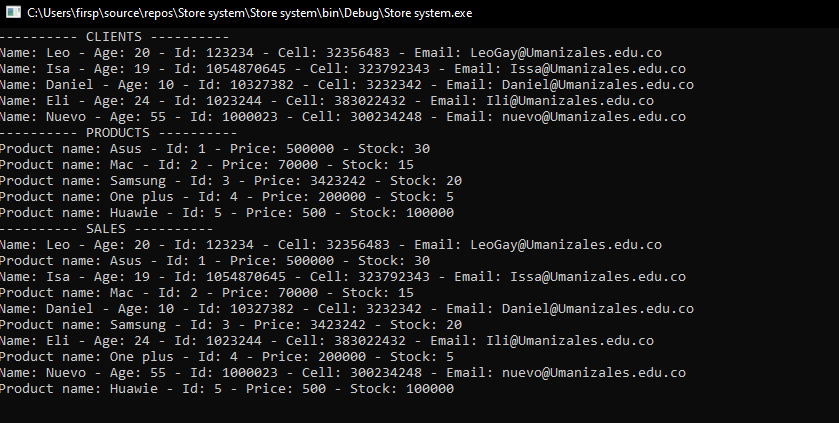 C:\Users\firsp\source\repos\Store system\Store system\bin\Debug\Store system.exe
---------- CLIENTS ----------
Name: Leo - Age: 20 - Id: 123234 - Cell: 32356483 - Email: LeoGay@Umanizales.edu.co
Name: Isa - Age: 19 - Id: 1054870645 - Cell: 323792343 - Email: Issa@Umanizales.edu.co
Name: Daniel - Age: 10 - Id: 10327382 - Cell: 3232342 - Email: Daniel@Umanizales.edu.co
Name: Eli - Age: 24 - Id: 1023244 - Cell: 383022432 - Email: Ili@Umanizales.edu.co
Name: Nuevo - Age: 55 - Id: 1000023 - Cell: 300234248 - Email: nuevo@Umanizales.edu.co
---------- PRODUCTS ----------
Product name: Asus - Id: 1 - Price: 500000 - Stock: 30
Product name: Mac - Id: 2 - Price: 70000 - Stock: 15
Product name: Samsung - Id: 3 - Price: 3423242 - Stock: 20
Product name: One plus - Id: 4 - Price: 200000 - Stock: 5
Product name: Huawie - Id: 5 - Price: 500 - Stock: 100000
---------- SALES ----------
Name: Leo - Age: 20 - Id: 123234 - Cell: 32356483 - Email: LeoGay@Umanizales.edu.co
Product name: Asus - Id: 1 - Price: 500000 - Stock: 30
Name: Isa - Age: 19 - Id: 1054870645 - Cell: 323792343 - Email: Issa@Umanizales.edu.co
Product name: Mac - Id: 2 - Price: 70000 - Stock: 15
Name: Daniel - Age: 10 - Id: 10327382 - Cell: 3232342 - Email: Daniel@Umanizales.edu.co
Product name: Samsung - Id: 3 - Price: 3423242 - Stock: 20
Name: Eli - Age: 24 - Id: 1023244 - Cell: 383022432 - Email: Ili@Umanizales.edu.co
Product name: One plus - Id: 4 - Price: 200000 - Stock: 5
Name: Nuevo - Age: 55 - Id: 1000023 - Cell: 300234248 - Email: nuevo@Umanizales.edu.co
Product name: Huawie - Id: 5 - Price: 500 - Stock: 100000